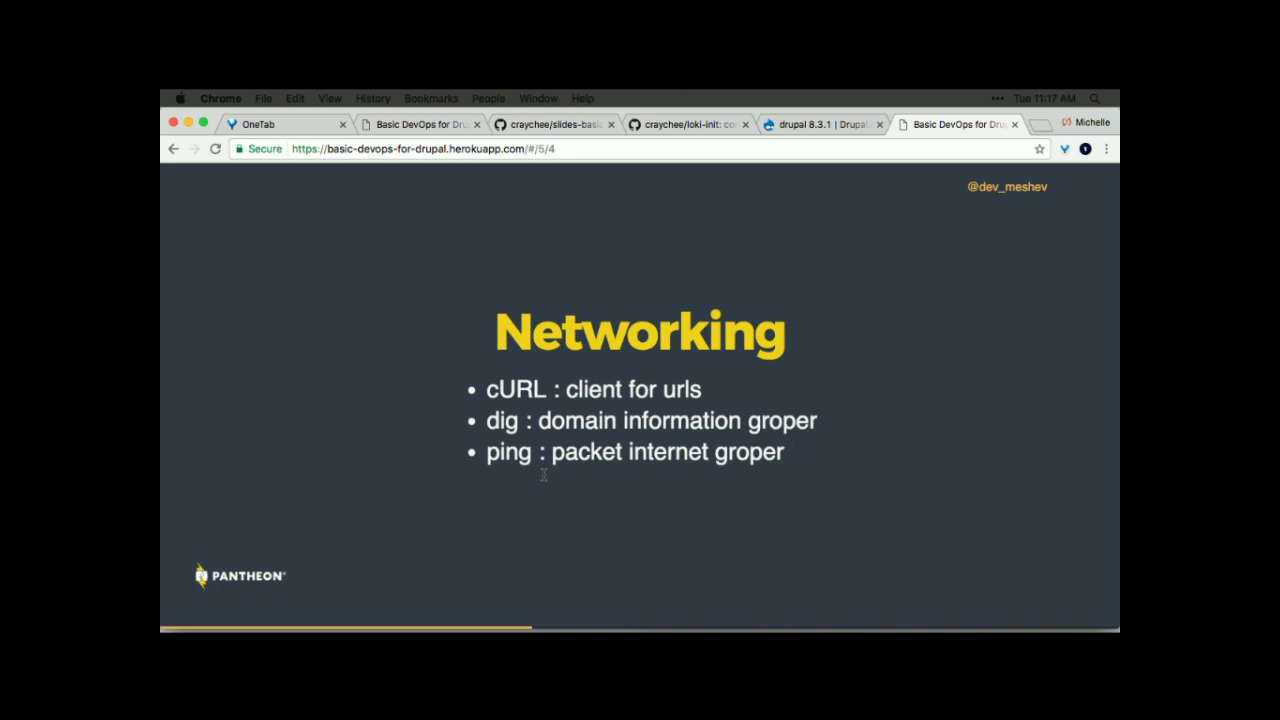 Chrome File Edit View History Bookmarks People Window Help ••• Tue 11:17 AM
OneTab
Basic DevOps for Dru
craychee/slides-basic
craychee/loki-init: co
drupal 8.3.1 | Drupal
Basic DevOps for Dru
Michelle
Secure https://basic-devops-for-drupal.herokuapp.com/#/5/4
@dev_meshev
Networking
• cURL : client for urls
• dig : domain information groper
• ping : packet internet groper
PANTHEON